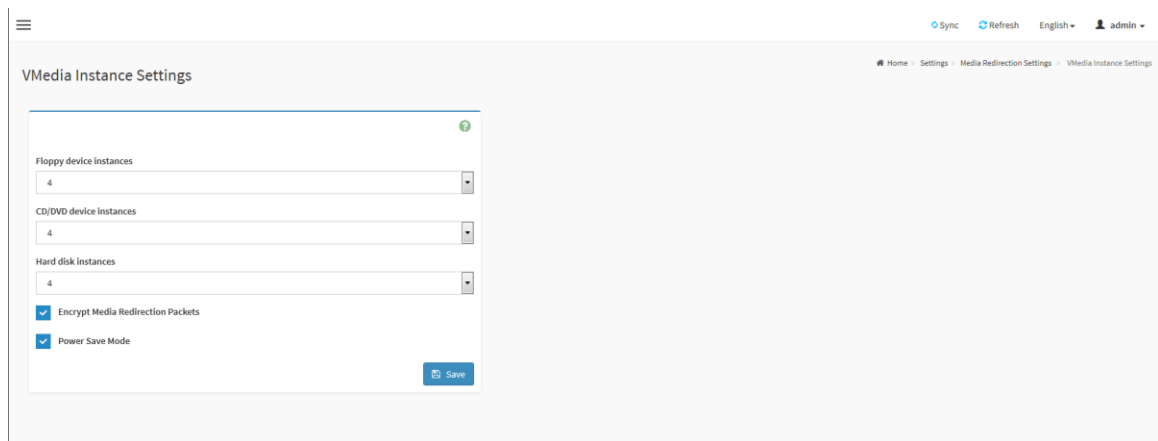 Sync Refresh English admin
Home > Settings > Media Redirection Settings > VMedia Instance Settings
VMedia Instance Settings
Floppy device instances
4
CD/DVD device instances
4
Hard disk instances
4
Encrypt Media Redirection Packets
Power Save Mode
Save